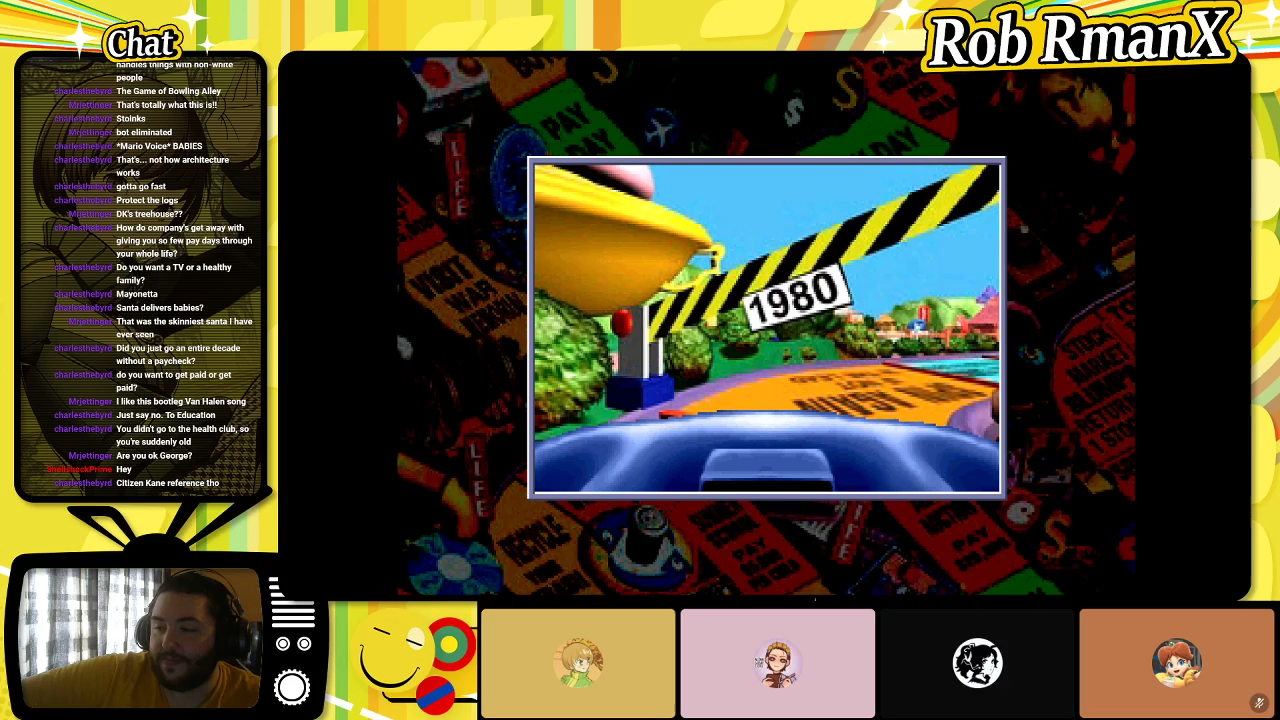 Chat
Rob RmanX
handles things with non-white
people
charlesthebyrd The Game of Bowling Alley
Mrjettinger That's totally what this is!!
charlesthebyrd Stoinks
Mrjettinger bot eliminated
charlesthebyrd *Mario Voice* BABIES
charlesthebyrd That's... not how architecture
works
charlesthebyrd gotta go fast
charlesthebyrd Protect the logs
Mrjettinger DK's treehouse??
charlesthebyrd How do company's get away with
giving you so few pay days through
your whole life?
charlesthebyrd Do you want a TV or a healthy
family?
charlesthebyrd Mayonetta
charlesthebyrd Santa delivers babies?
Mrjettinger That was the skinniest santa I have
ever seen
charlesthebyrd Did you just go an entire decade
without a paycheck?
charlesthebyrd do you want to get paid or get
paid?
Mrjettinger I like this bootleg Van Halen song
charlesthebyrd Just say no. To Education
charlesthebyrd You didn't go to the health club, so
you're suddenly old
Mrjettinger Are you ok George?
ShellshockPrime Hey
charlesthebyrd Citizen Kane reference tho
1980
LIFE
LIFE
RECYCLE